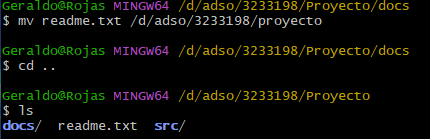 Geraldo@Rojas MINGW64 /d/adso/3233198/Proyecto/docs
$ mv readme.txt /d/adso/3233198/proyecto
Geraldo@Rojas MINGW64 /d/adso/3233198/Proyecto/docs
$ cd ..
Geraldo@Rojas MINGW64 /d/adso/3233198/Proyecto
$ ls
docs/  readme.txt  src/